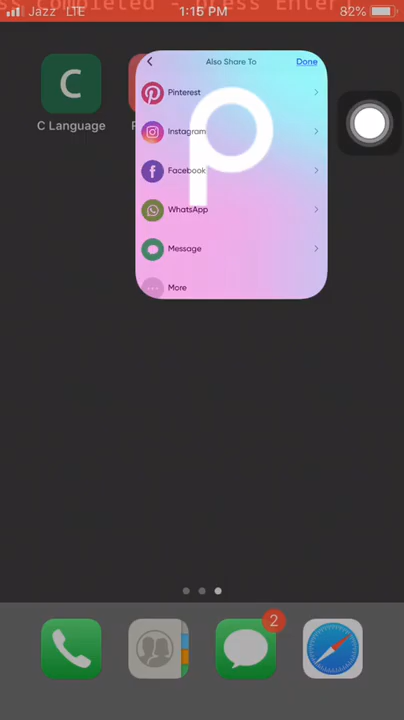 ss completed - press Enter
Jazz LTE 1:15 PM 82%
Also Share To Done
C
C Language
P
Pinterest
Instagram
Facebook
WhatsApp
Message
More
2